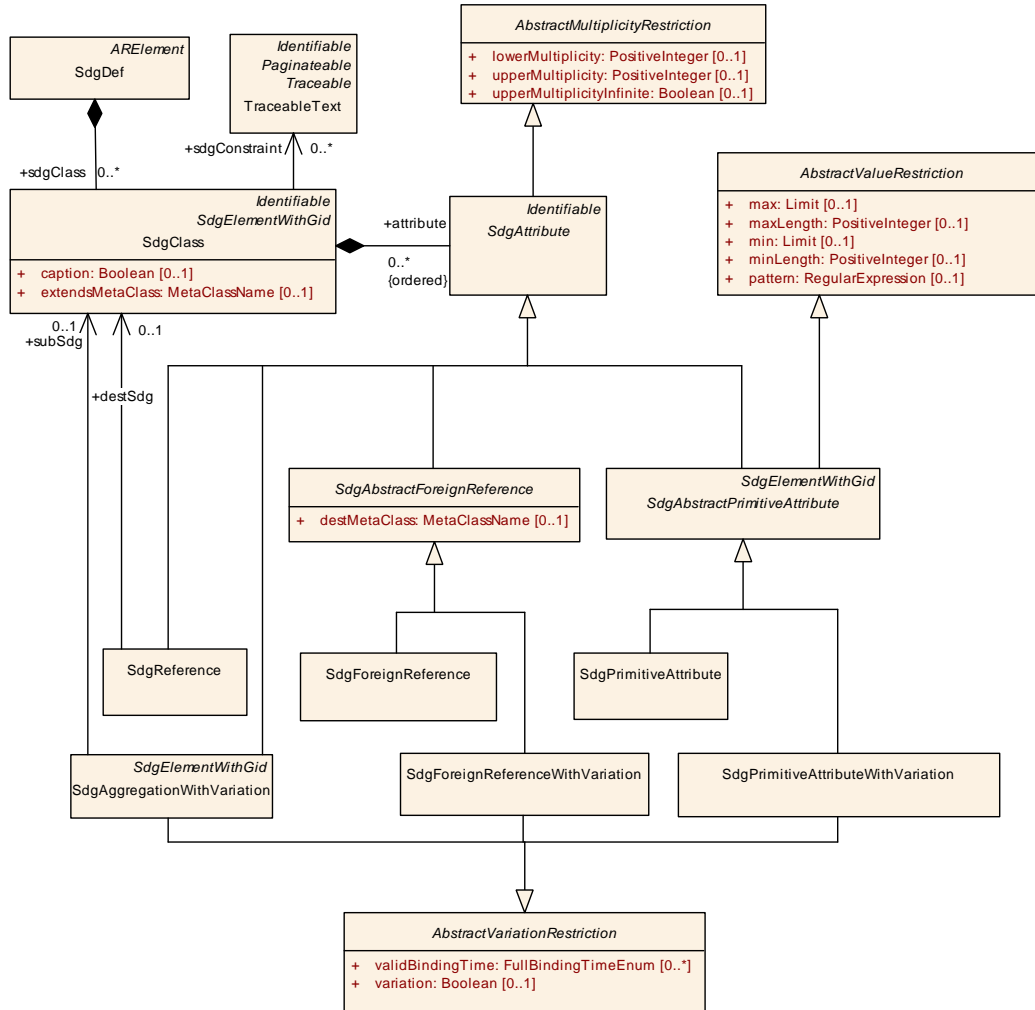 AbstractMultiplicityRestriction
+ lowerMultiplicity: PositiveInteger [0..1]
+ upperMultiplicity: PositiveInteger [0..1]
+ upperMultiplicityInfinite: Boolean [0..1]
ARElement
SdgDef
Identifiable
Paginateable
Traceable
TraceableText
+sdgClass 0..*
+sdgConstraint 0..*
Identifiable
SdgElementWithGid
SdgClass
+ caption: Boolean [0..1]
+ extendsMetaClass: MetaClassName [0..1]
+attribute
0..*
{ordered}
Identifiable
SdgAttribute
AbstractValueRestriction
+ max: Limit [0..1]
+ maxLength: PositiveInteger [0..1]
+ min: Limit [0..1]
+ minLength: PositiveInteger [0..1]
+ pattern: RegularExpression [0..1]
0..1
+subSdg
0..1
+destSdg
SdgAbstractForeignReference
+ destMetaClass: MetaClassName [0..1]
SdgElementWithGid
SdgAbstractPrimitiveAttribute
SdgReference
SdgForeignReference
SdgPrimitiveAttribute
SdgElementWithGid
SdgAggregationWithVariation
SdgForeignReferenceWithVariation
SdgPrimitiveAttributeWithVariation
AbstractVariationRestriction
+ validBindingTime: FullBindingTimeEnum [0..*]
+ variation: Boolean [0..1]